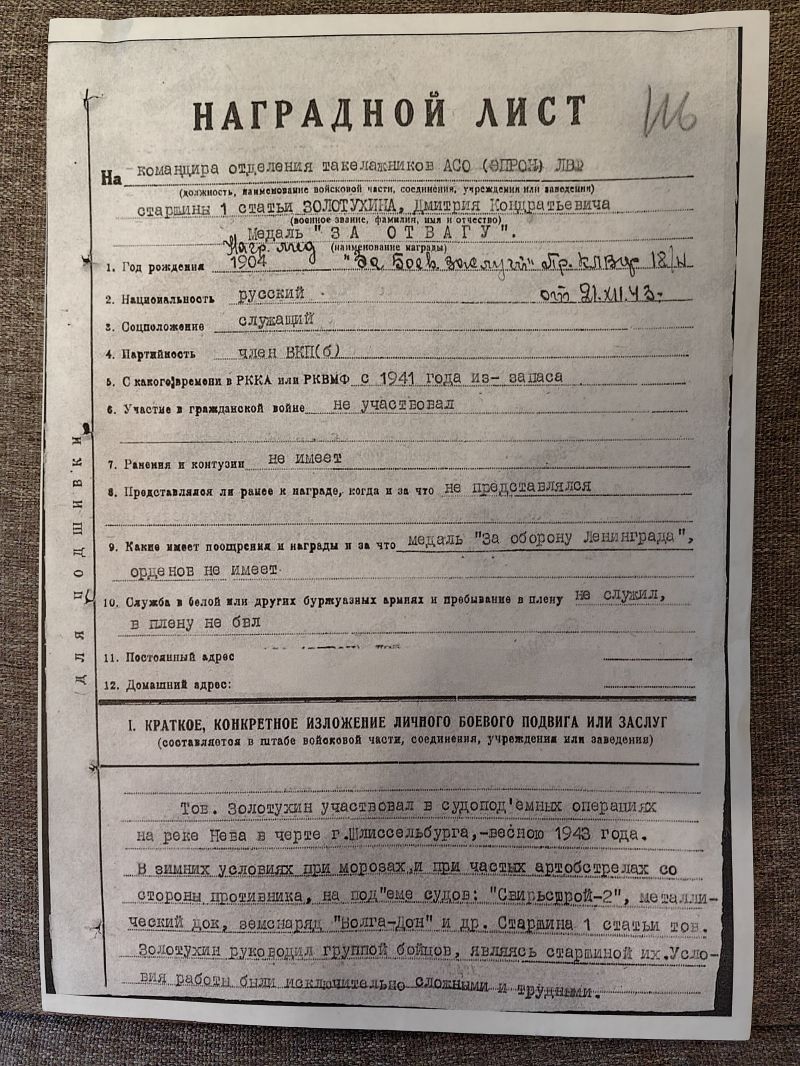 НАГРАДНОЙ ЛИСТ
На командира отделения такелажников АСО (ЭПРОН) ЛВФ
(должность, наименование войсковой части, соединения, учреждения или заведения)
старшины 1 статьи ЗОЛОТУХИНА, Дмитрия Кондратьевича
(военное звание, фамилия, имя и отчество)
Медаль "ЗА ОТВАГУ".
(наименование награды)
Нагр. мед
"За Боев заслуги" Пр.
от 21.XII.43г
1. Год рождения 1904
2. Национальность русский
3. Соцположение служащий
4. Партийность член ВКП(б)
5. С какого времени в РККА или РКВМФ с 1941 года из- запаса
6. Участие в гражданской войне не участвовал
7. Ранения и контузии не имеет
8. Представлялся ли ранее к награде, когда и за что не представлялся
9. Какие имеет поощрения и награды и за что медаль "За оборону Ленинграда",
орденов не имеет
10. Служба в белой или других буржуазных армиях и пребывание в плену не служил,
в плену не бвл
11. Постоянный адрес
12. Домашний адрес:
ДЛЯ ПОДШИВКИ
I. КРАТКОЕ, КОНКРЕТНОЕ ИЗЛОЖЕНИЕ ЛИЧНОГО БОЕВОГО ПОДВИГА ИЛИ ЗАСЛУГ
(составляется в штабе войсковой части, соединения, учреждения или заведения)
Тов. Золотухин участвовал в судопод'емных операциях
на реке Нева в черте г.Шлиссельбурга,-весною 1943 года.
В зимних условиях при морозах,и при частых артобстрелах со
стороны противника, на под"еме судов: "Свирьстрой-2", металли-
ческий док, земснаряд "Волга-Дон" и др. Старшина 1 статьи тов.
Золотухин руководил группой бойцов, являясь старшиной их.Усло-
вия работы были исключительно сложными и трудными.